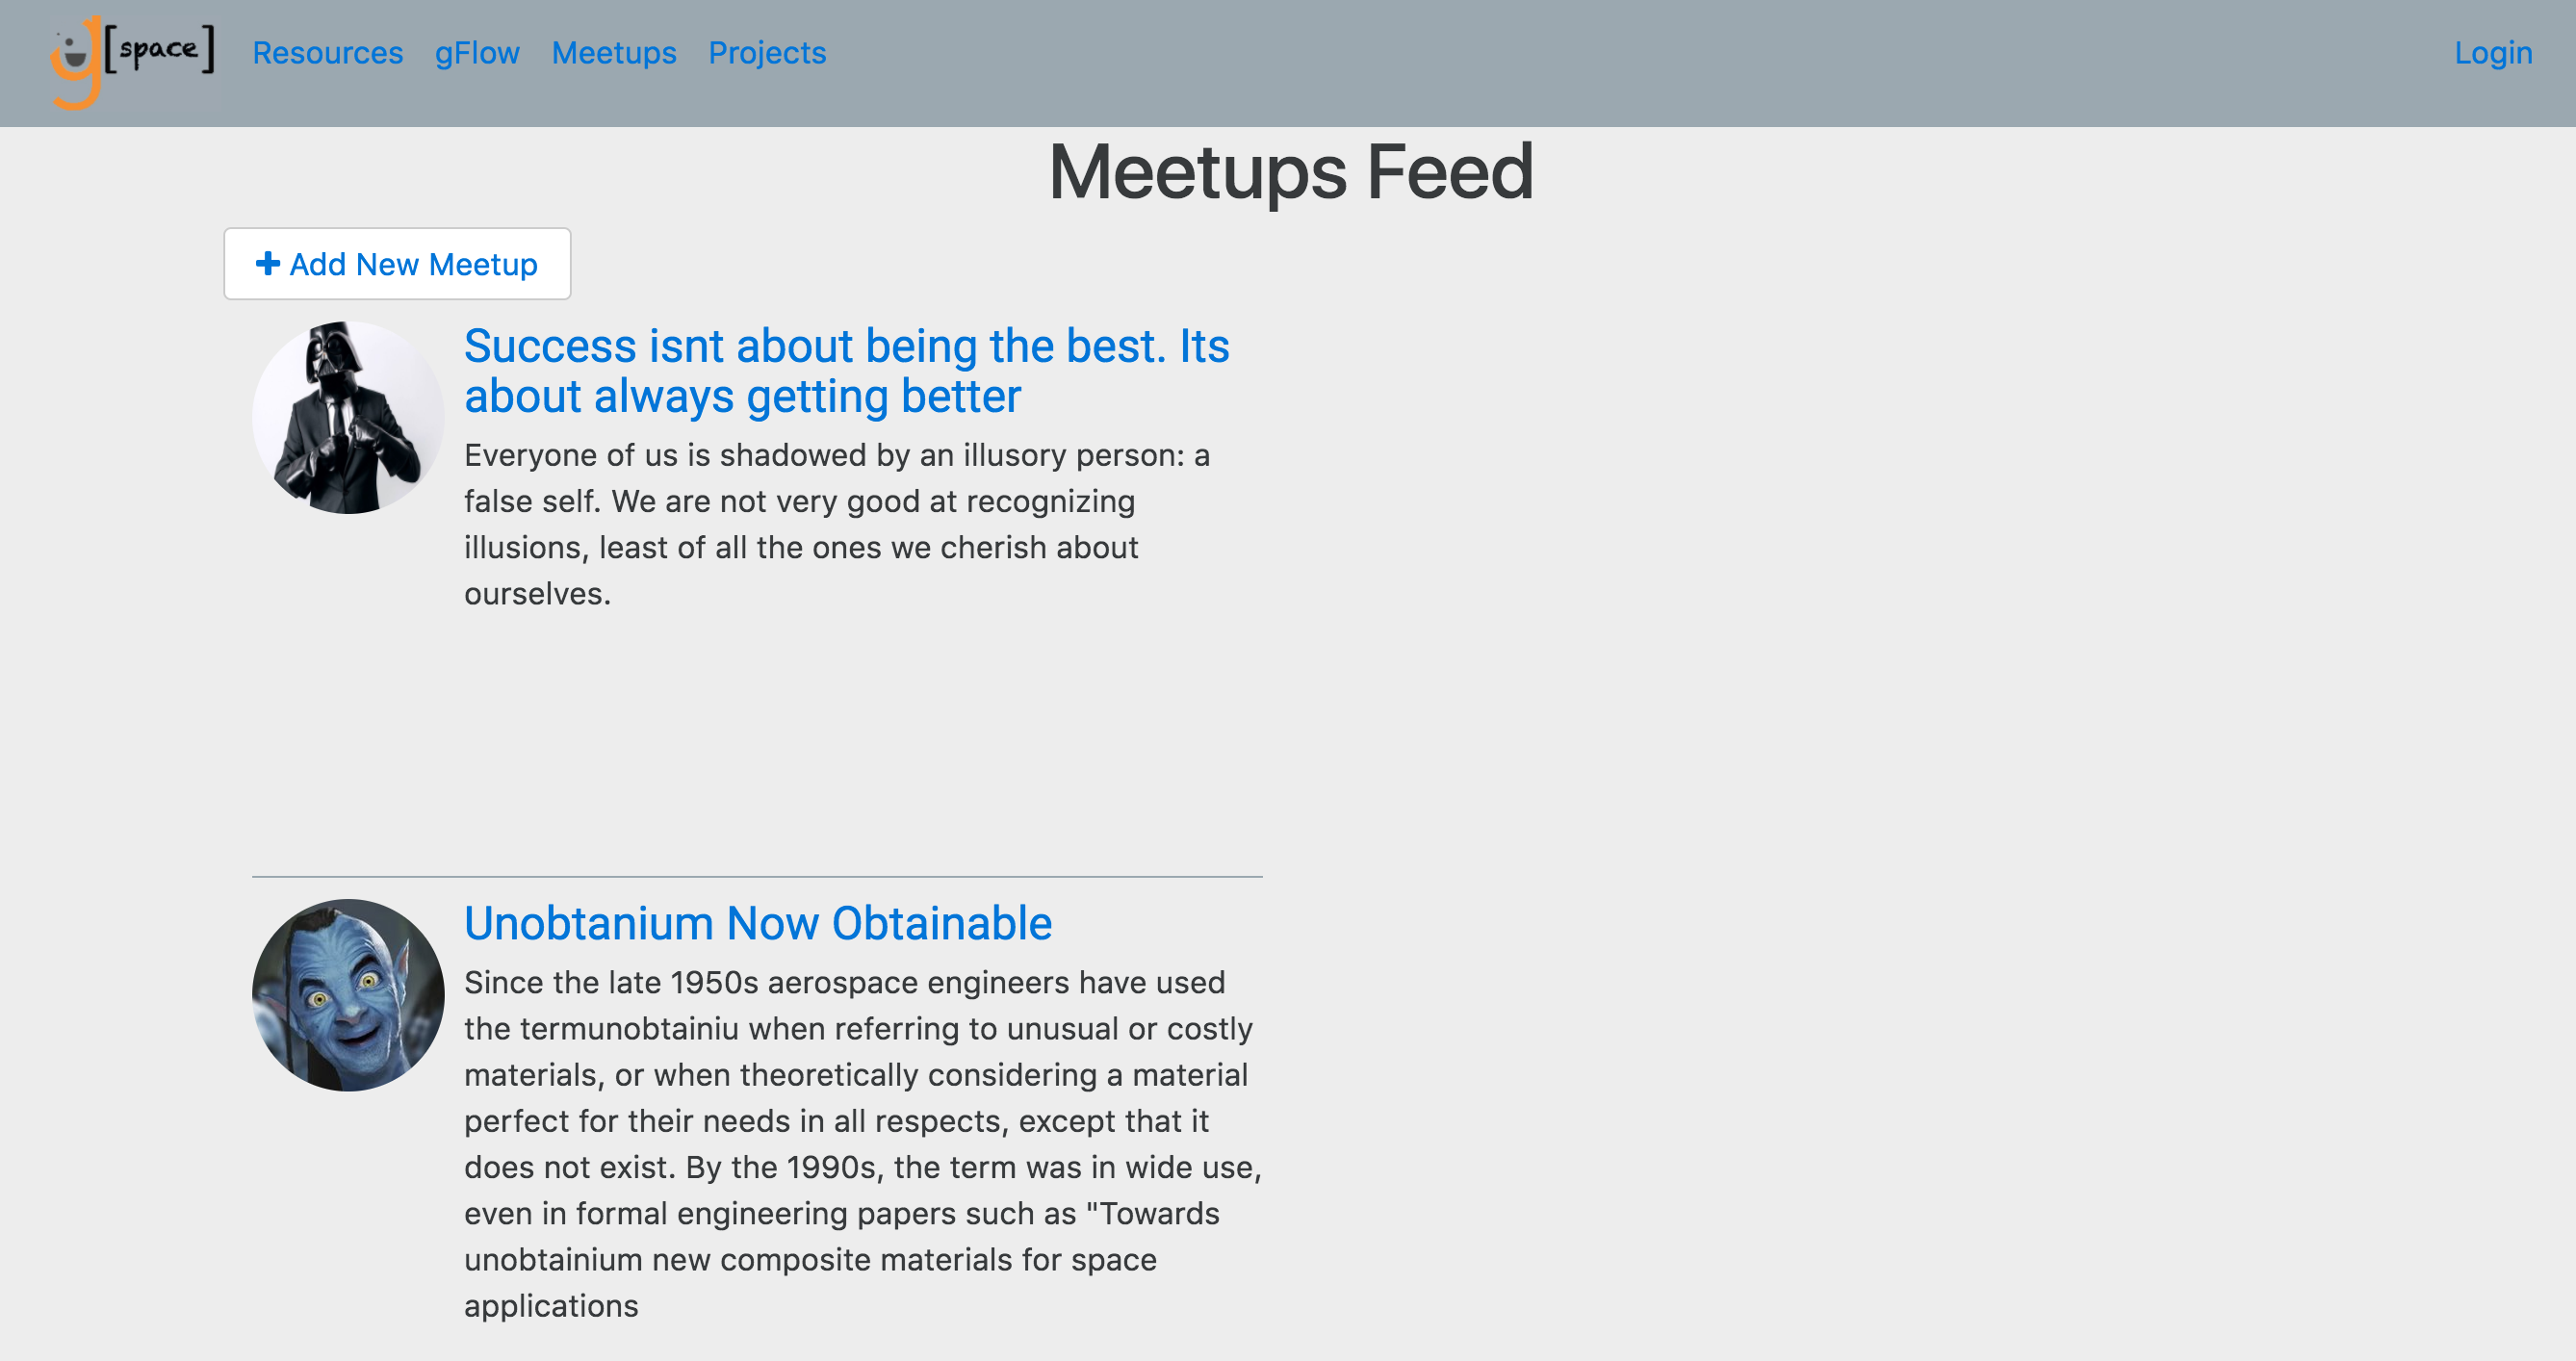 g[space] Resources gFlow Meetups Projects Login
Meetups Feed
Add New Meetup
Success isnt about being the best. Its
about always getting better
Everyone of us is shadowed by an illusory person: a
false self. We are not very good at recognizing
illusions, least of all the ones we cherish about
ourselves.
Unobtanium Now Obtainable
Since the late 1950s aerospace engineers have used
the termunobtainiu when referring to unusual or costly
materials, or when theoretically considering a material
perfect for their needs in all respects, except that it
does not exist. By the 1990s, the term was in wide use,
even in formal engineering papers such as "Towards
unobtainium new composite materials for space
applications